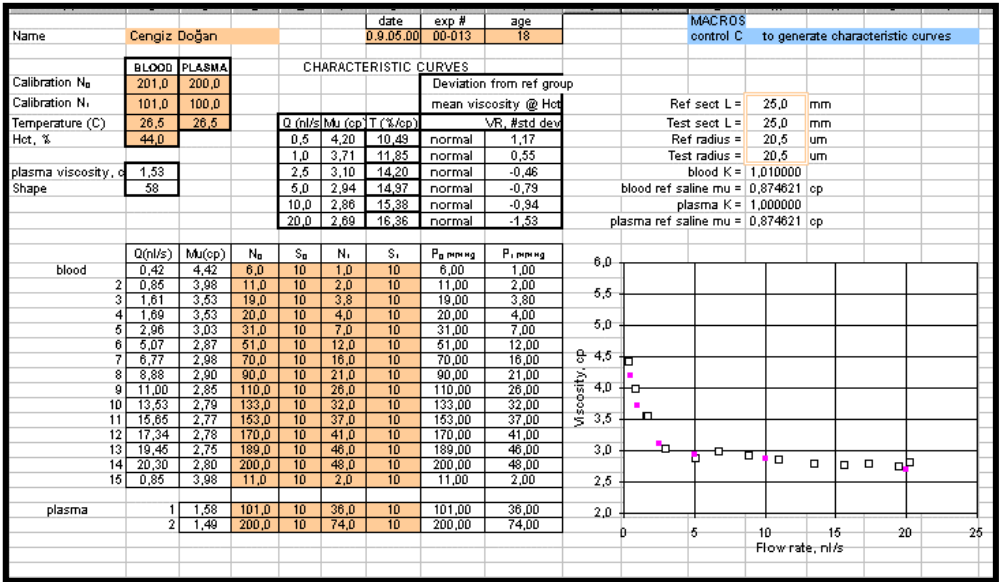 date exp # age MACROS
Name Cengiz Doğan 0.9.05.00 00-013 18 control C to generate characteristic curves
BLOOD PLASMA CHARACTERISTIC CURVES
Calibration N₀ 201,0 200,0 Deviation from ref group
Calibration N₁ 101,0 100,0 mean viscosity @ Hct Ref sect L = 25,0 mm
Temperature (C) 26,5 26,5 Q (nl/s Mu (cp) T (%/cp) VR, #std dev Test sect L = 25,0 mm
Hct, % 44,0 0,5 4,20 10,49 normal 1,17 Ref radius = 20,5 um
1,0 3,71 11,85 normal 0,55 Test radius = 20,5 um
plasma viscosity, c 1,53 2,5 3,10 14,20 normal -0,46 blood K = 1,010000
Shape 58 5,0 2,94 14,97 normal -0,79 blood ref saline mu = 0,874621 cp
10,0 2,86 15,38 normal -0,94 plasma K = 1,000000
20,0 2,69 16,36 normal -1,53 plasma ref saline mu = 0,874621 cp
Q(nl/s) Mu(cp) N₀ S₀ N₁ S₁ P₀ mmHg P₁ mmHg
blood 0,42 4,42 6,0 10 1,0 10 6,00 1,00
2 0,85 3,98 11,0 10 2,0 10 11,00 2,00
3 1,61 3,53 19,0 10 3,8 10 19,00 3,80
4 1,69 3,53 20,0 10 4,0 10 20,00 4,00
5 2,96 3,03 31,0 10 7,0 10 31,00 7,00
6 5,07 2,87 51,0 10 12,0 10 51,00 12,00
7 6,77 2,98 70,0 10 16,0 10 70,00 16,00
8 8,88 2,90 90,0 10 21,0 10 90,00 21,00
9 11,00 2,85 110,0 10 26,0 10 110,00 26,00
10 13,53 2,79 133,0 10 32,0 10 133,00 32,00
11 15,65 2,77 153,0 10 37,0 10 153,00 37,00
12 17,34 2,78 170,0 10 41,0 10 170,00 41,00
13 19,45 2,75 189,0 10 46,0 10 189,00 46,00
14 20,30 2,80 200,0 10 48,0 10 200,00 48,00
15 0,85 3,98 11,0 10 2,0 10 11,00 2,00
plasma 1 1,58 101,0 10 36,0 10 101,00 36,00
2 1,49 200,0 10 74,0 10 200,00 74,00
Viscosity, cp
6,0
5,5
5,0
4,5
4,0
3,5
3,0
2,5
2,0
0 5 10 15 20 25
Flow rate, nl/s